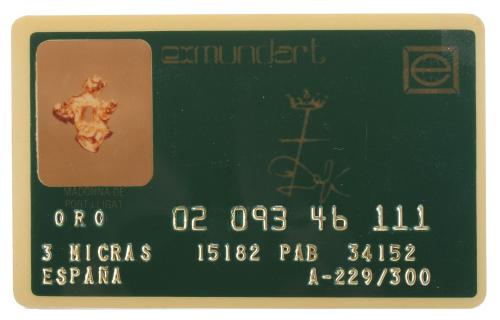 exmundart
MADONNA DE
PORT-LLIGAT
ORO 02 093 46 111
3 MICRAS 15182 PAB 34152
ESPAÑA A-229/300